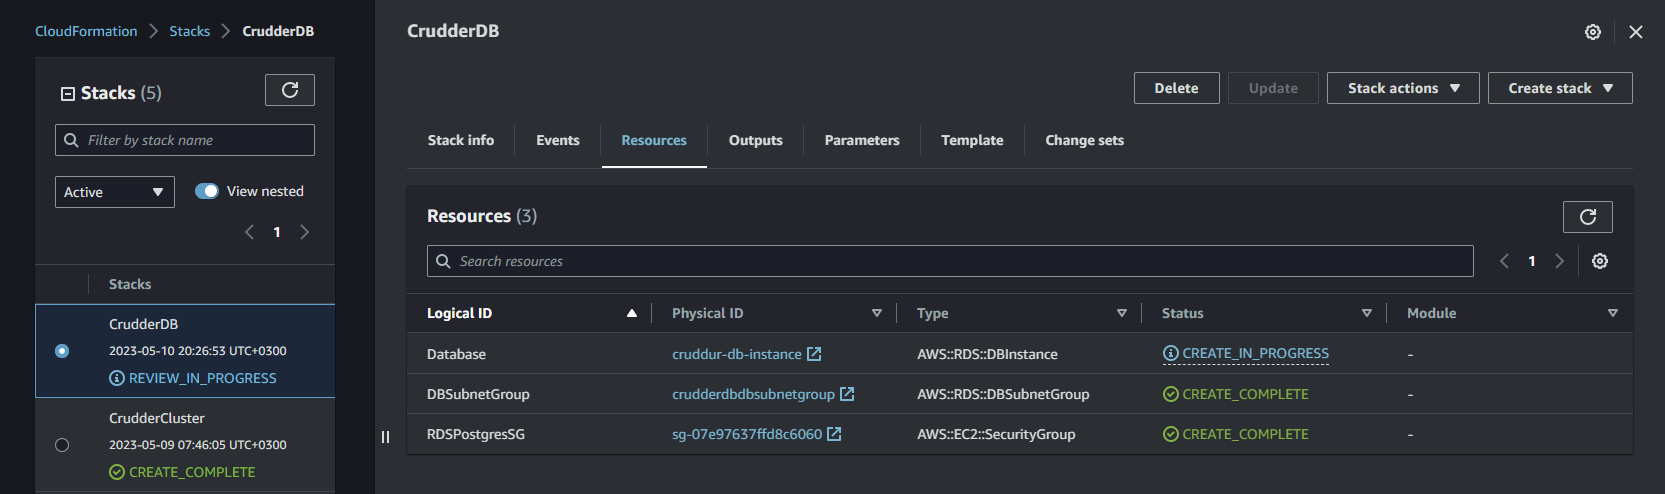 CloudFormation > Stacks > CrudderDB
Stacks (5)
Filter by stack name
Active
View nested
1
Stacks
CrudderDB
2023-05-10 20:26:53 UTC+0300
REVIEW_IN_PROGRESS
CrudderCluster
2023-05-09 07:46:05 UTC+0300
CREATE_COMPLETE
CrudderDB
Delete Update Stack actions Create stack
Stack info Events Resources Outputs Parameters Template Change sets
Resources (3)
Search resources
1
Logical ID Physical ID Type Status Module
Database cruddur-db-instance AWS::RDS::DBInstance CREATE_IN_PROGRESS -
DBSubnetGroup crudderdbdbsubnetgroup AWS::RDS::DBSubnetGroup CREATE_COMPLETE -
RDSPostgresSG sg-07e97637ffd8c6060 AWS::EC2::SecurityGroup CREATE_COMPLETE -